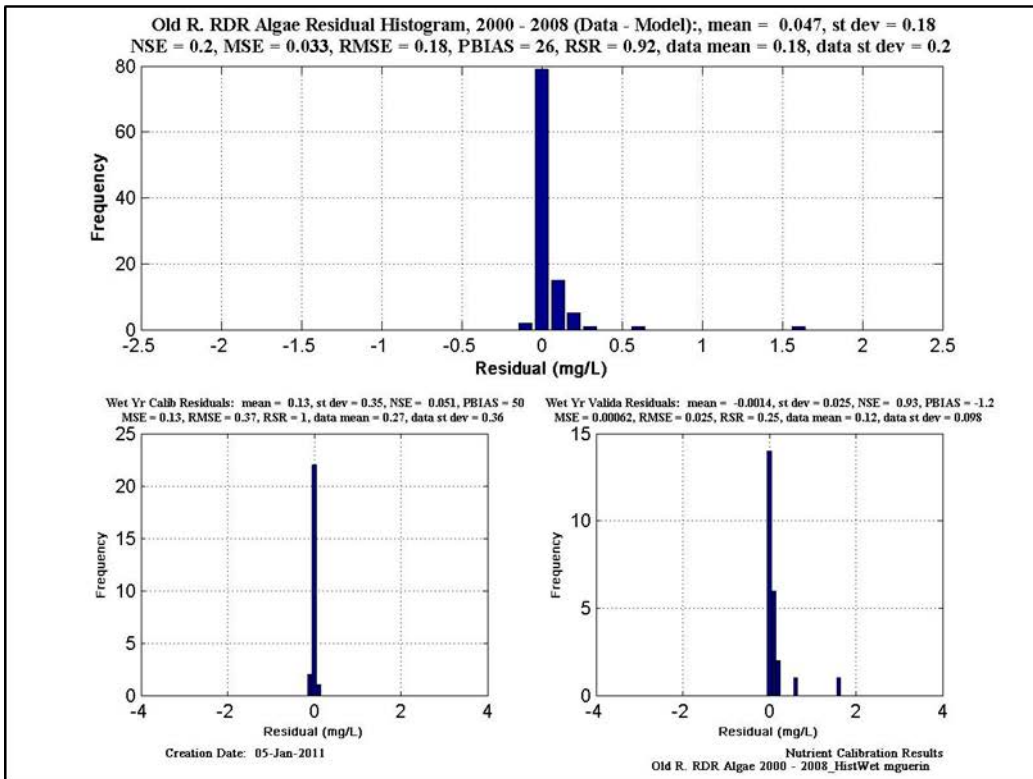 Old R. RDR Algae Residual Histogram, 2000 - 2008 (Data - Model):, mean = 0.047, st dev = 0.18
NSE = 0.2, MSE = 0.033, RMSE = 0.18, PBIAS = 26, RSR = 0.92, data mean = 0.18, data st dev = 0.2
80
60
40
20
0
Frequency
-2.5 -2 -1.5 -1 -0.5 0 0.5 1 1.5 2 2.5
Residual (mg/L)
Wet Yr Calib Residuals: mean = 0.13, st dev = 0.35, NSE = 0.051, PBIAS = 50
MSE = 0.13, RMSE = 0.37, RSR = 1, data mean = 0.27, data st dev = 0.36
25
20
15
10
5
0
Frequency
-4 -2 0 2 4
Residual (mg/L)
Creation Date: 05-Jan-2011
Wet Yr Valida Residuals: mean = -0.0014, st dev = 0.025, NSE = 0.93, PBIAS = -1.2
MSE = 0.00062, RMSE = 0.025, RSR = 0.25, data mean = 0.12, data st dev = 0.098
15
10
5
0
Frequency
-4 -2 0 2 4
Residual (mg/L)
Nutrient Calibration Results
Old R. RDR Algae 2000 - 2008_HistWet mguerin